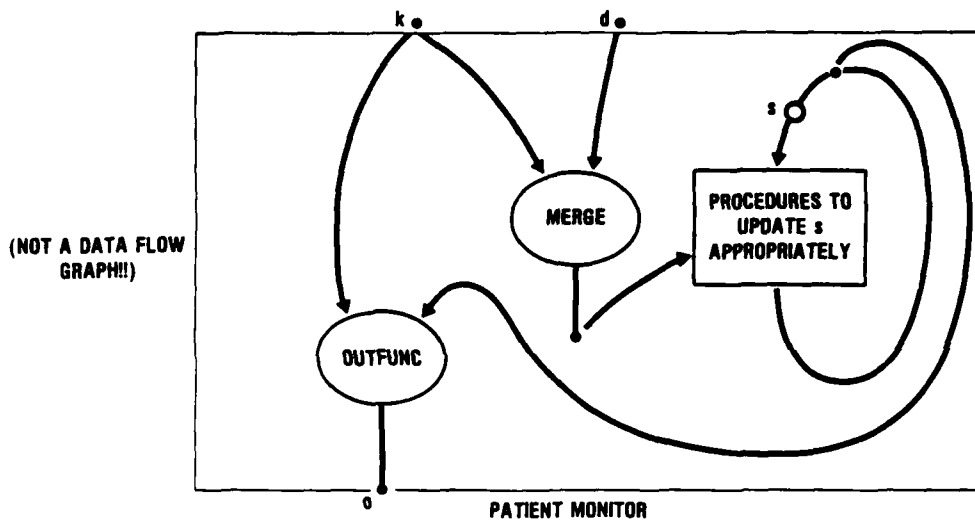 k
d
s
MERGE
PROCEDURES TO
UPDATE s
APPROPRIATELY
(NOT A DATA FLOW
GRAPH!!)
OUTFUNC
o
PATIENT MONITOR